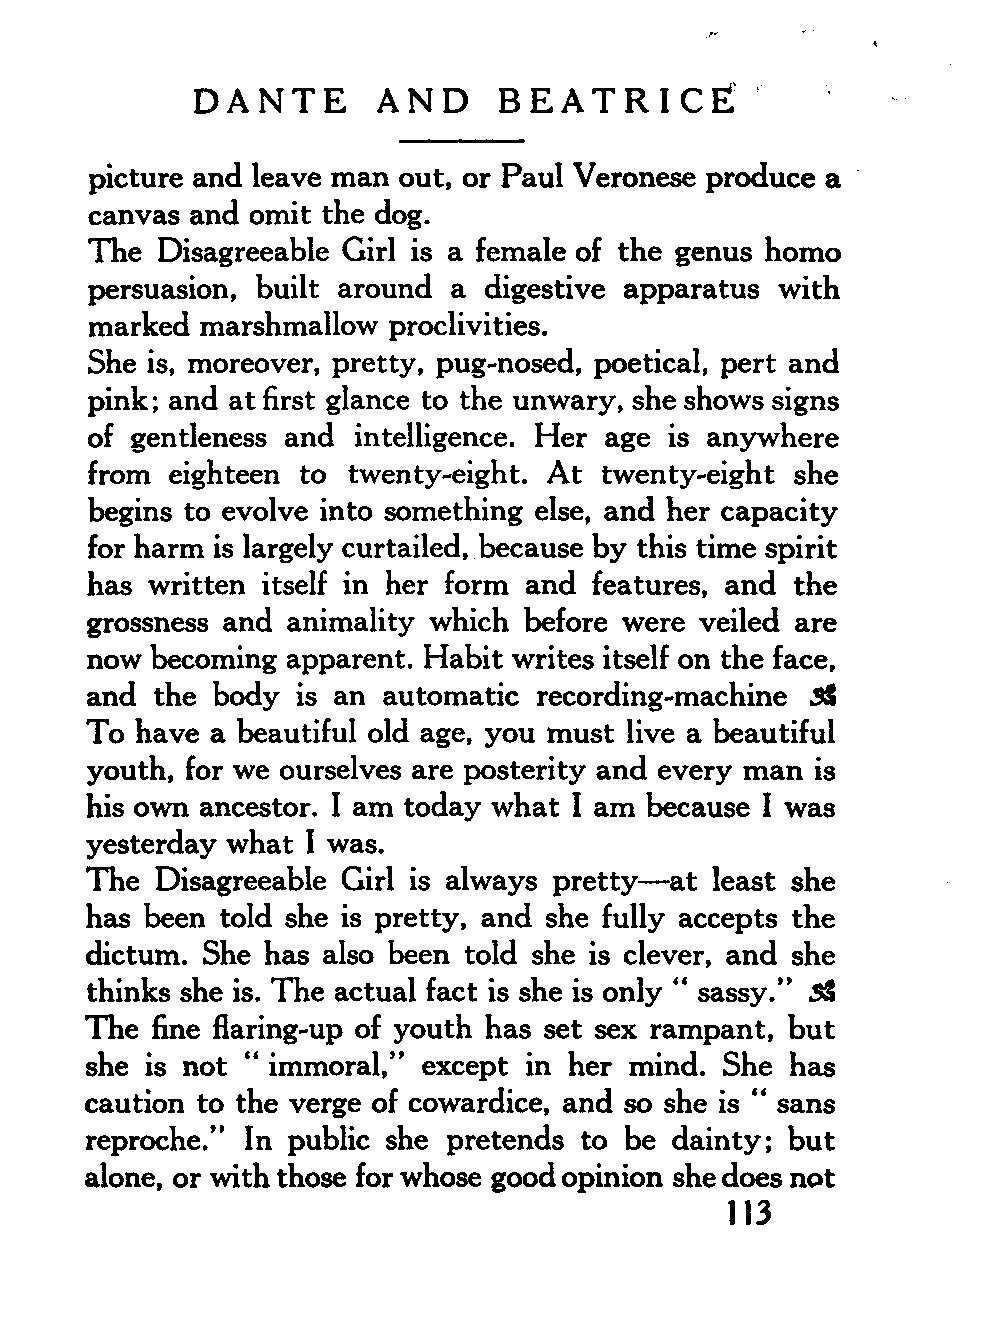 DANTE AND BEATRICE
picture and leave man out, or Paul Veronese produce a
canvas and omit the dog.
The Disagreeable Girl is a female of the genus homo
persuasion, built around a digestive apparatus with
marked marshmallow proclivities.
She is, moreover, pretty, pug-nosed, poetical, pert and
pink; and at first glance to the unwary, she shows signs
of gentleness and intelligence. Her age is anywhere
from eighteen to twenty-eight. At twenty-eight she
begins to evolve into something else, and her capacity
for harm is largely curtailed, because by this time spirit
has written itself in her form and features, and the
grossness and animality which before were veiled are
now becoming apparent. Habit writes itself on the face,
and the body is an automatic recording-machine
To have a beautiful old age, you must live a beautiful
youth, for we ourselves are posterity and every man is
his own ancestor. I am today what I am because I was
yesterday what I was.
The Disagreeable Girl is always pretty—at least she
has been told she is pretty, and she fully accepts the
dictum. She has also been told she is clever, and she
thinks she is. The actual fact is she is only “ sassy.”
The fine flaring-up of youth has set sex rampant, but
she is not “ immoral,” except in her mind. She has
caution to the verge of cowardice, and so she is “ sans
reproche.” In public she pretends to be dainty; but
alone, or with those for whose good opinion she does not
113